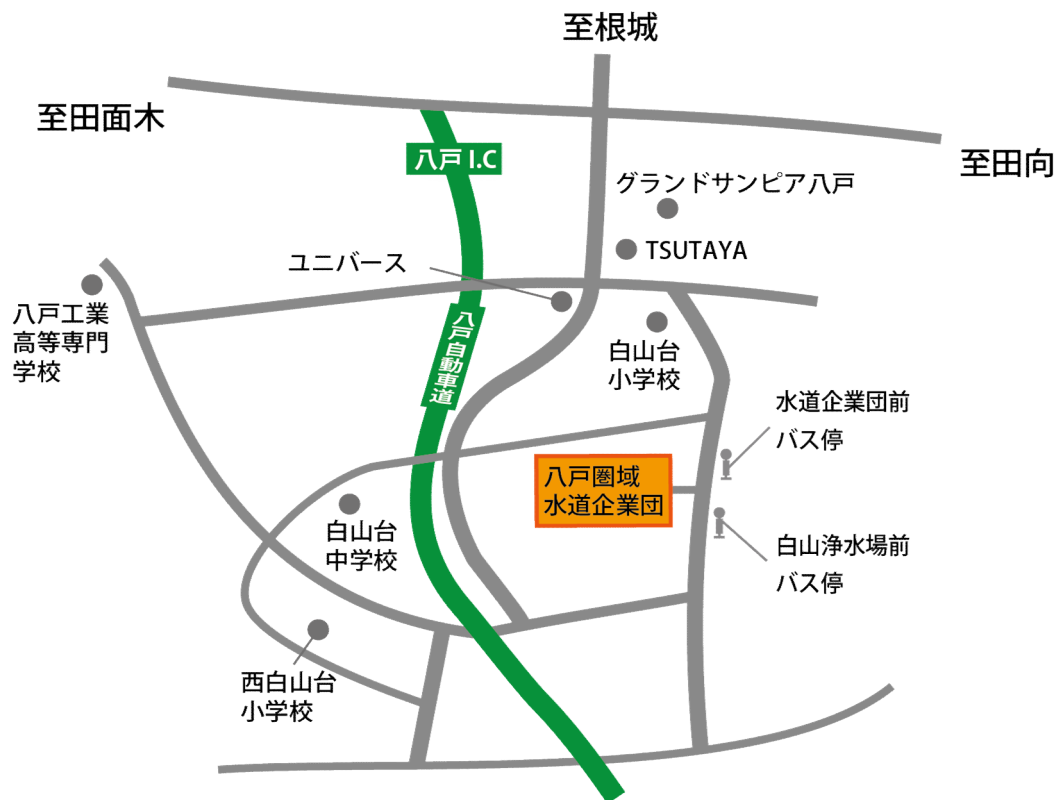 至根城
至田面木
八戸I.C
至田向
グランドサンピア八戸
TSUTAYA
ユニバース
八戸工業
高等専門
学校
八戸自動車道
白山台
小学校
水道企業団前
バス停
八戸圏域
水道企業団
白山台
中学校
白山浄水場前
バス停
西白山台
小学校